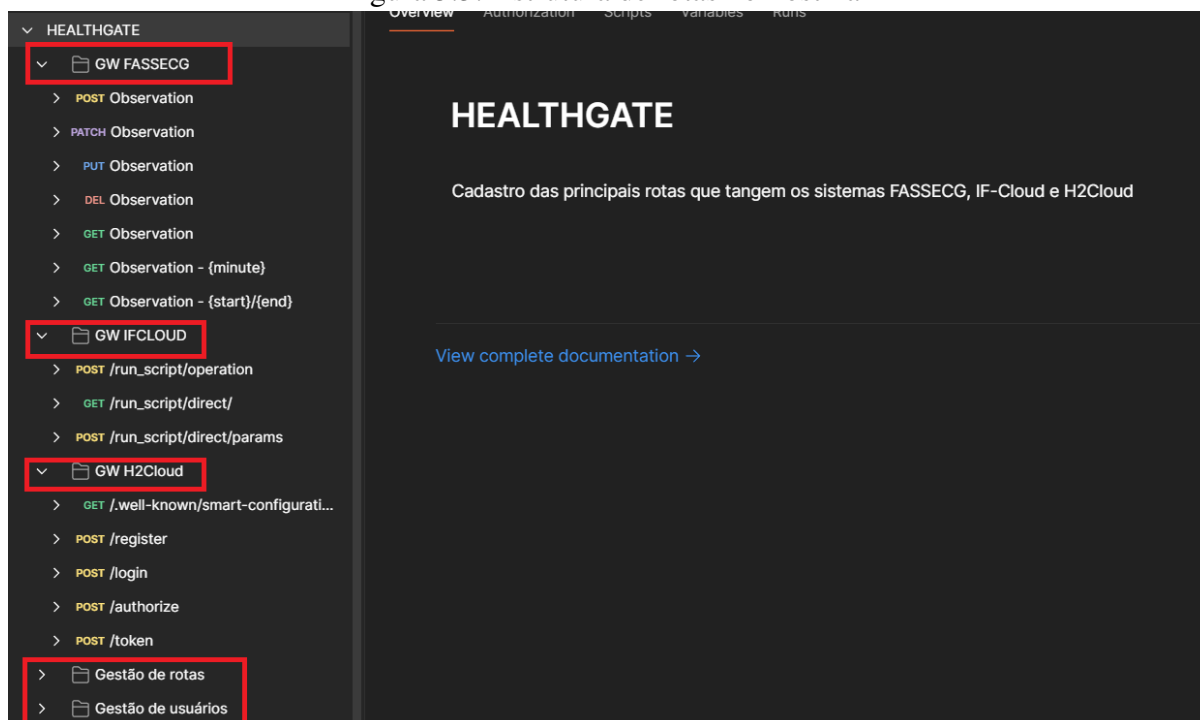 HEALTHGATE
GW FASSECG
POST Observation
PATCH Observation
PUT Observation
DEL Observation
GET Observation
GET Observation - {minute}
GET Observation - {start}/{end}
GW IFCLOUD
POST /run_script/operation
GET /run_script/direct/
POST /run_script/direct/params
GW H2Cloud
GET /.well-known/smart-configurati...
POST /register
POST /login
POST /authorize
POST /token
Gestão de rotas
Gestão de usuários
Overview Authorization Scripts Variables Runs
HEALTHGATE
Cadastro das principais rotas que tangem os sistemas FASSECG, IF-Cloud e H2Cloud
View complete documentation →